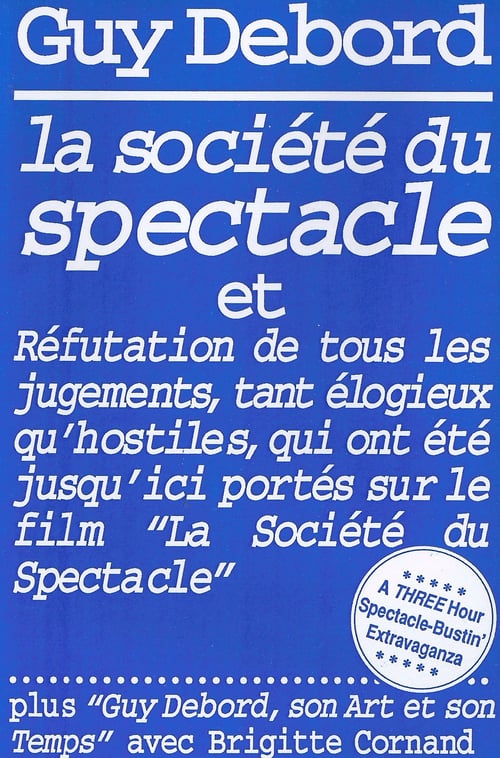 Guy Debord
la société du
spectacle
et
Réfutation de tous les
jugements, tant élogieux
qu'hostiles, qui ont été
jusqu'ici portés sur le
film "La Société du
Spectacle"
* * * * *
A THREE Hour
Spectacle-Bustin'
Extravaganza
* * * * *
plus "Guy Debord, son Art et son
Temps" avec Brigitte Cornand